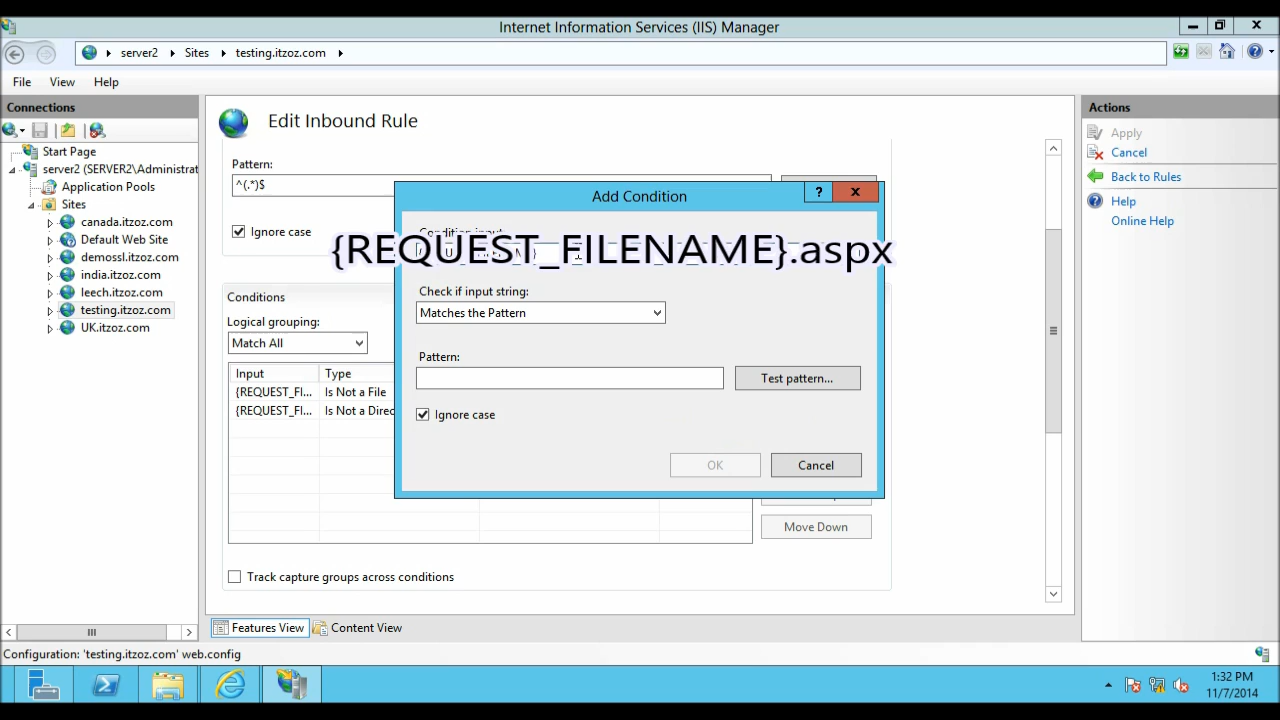 Internet Information Services (IIS) Manager
server2
Sites
testing.itzoz.com
File
View
Help
Connections
Start Page
server2 (SERVER2\Administrat
Application Pools
Sites
canada.itzoz.com
Default Web Site
demossl.itzoz.com
india.itzoz.com
leech.itzoz.com
testing.itzoz.com
UK.itzoz.com
Edit Inbound Rule
Pattern:
^(.*)$
Ignore case
Conditions
Logical grouping:
Match All
Input Type
{REQUEST_FI... Is Not a File
{REQUEST_FI... Is Not a Direc
Move Down
Track capture groups across conditions
Add Condition
?
Condition input:
{REQUEST_FILENAME}.aspx
Check if input string:
Matches the Pattern
Pattern:
Test pattern...
Ignore case
OK
Cancel
Features View
Content View
Actions
Apply
Cancel
Back to Rules
Help
Online Help
Configuration: 'testing.itzoz.com' web.config
1:32 PM
11/7/2014